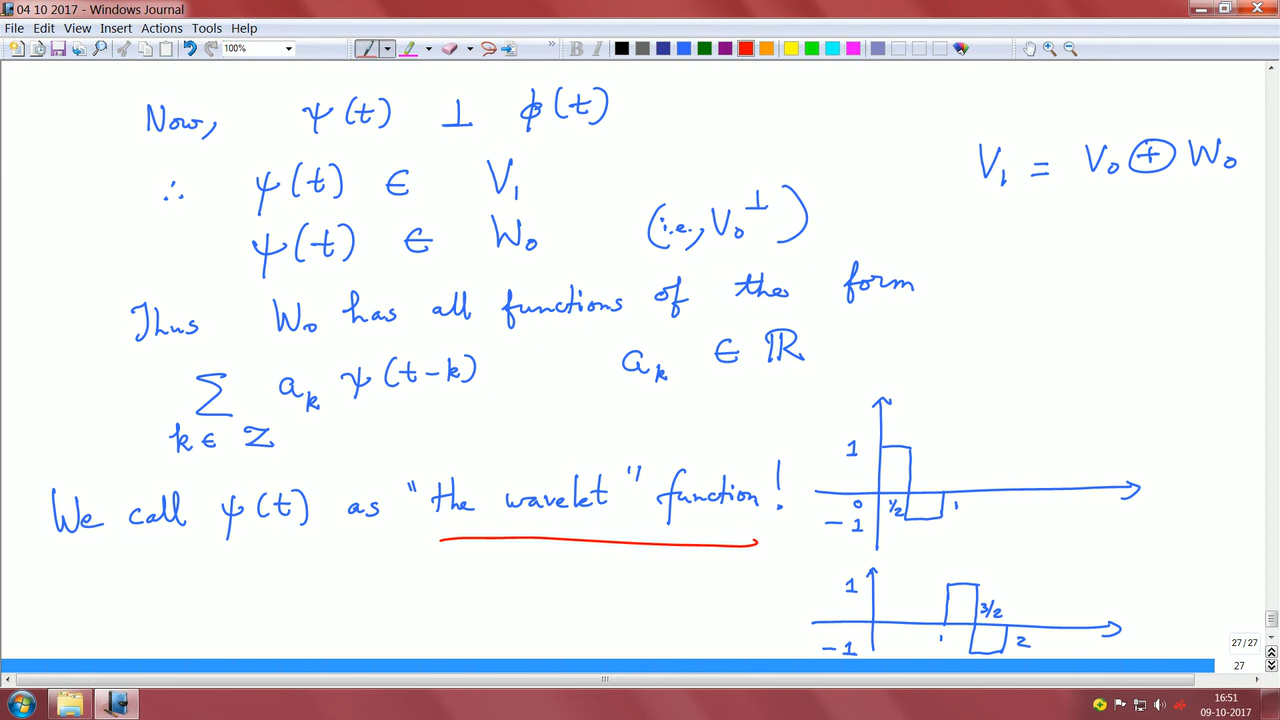 04 10 2017 - Windows Journal
File Edit View Insert Actions Tools Help
100%
B I
Now, ψ(t) ⊥ ϕ(t)
∴ ψ(t) ∈ V₁
V₁ = V₀ ⊕ W₀
ψ(t) ∈ W₀ (i.e., V₀^⊥)
Thus W₀ has all functions of the form
∑ aₖ ψ(t-k) aₖ ∈ ℝ
k ∈ ℤ
We call ψ(t) as "the wavelet" function!
1
0 1/2 1
-1
1
3/2
1 2
-1
27/27
27
16:51
09-10-2017